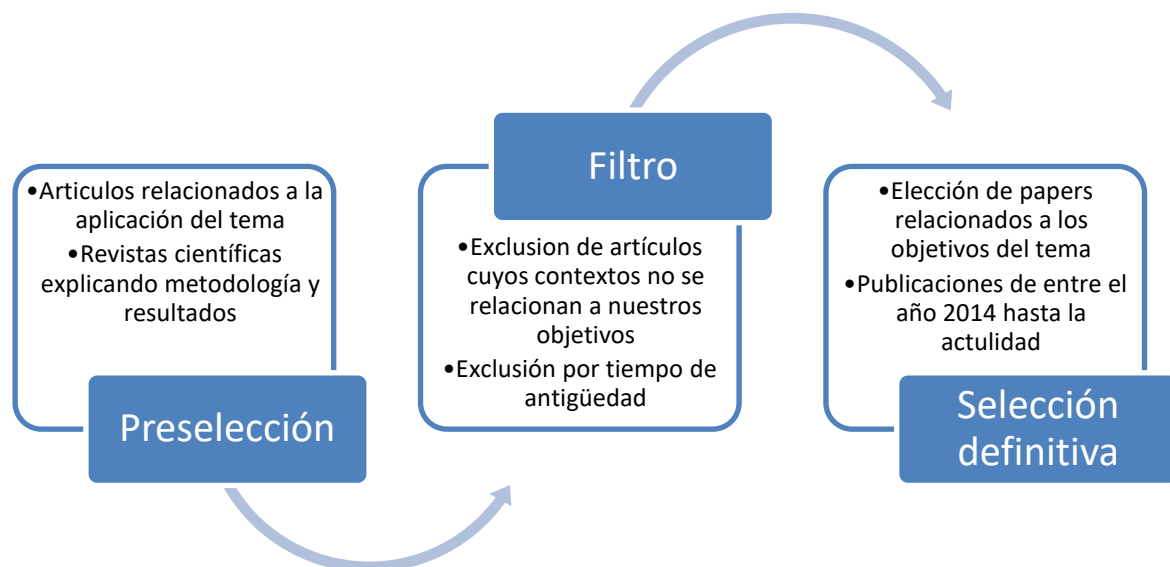 •Articulos relacionados a la
aplicación del tema
•Revistas científicas
explicando metodología y
resultados
Preselección
Filtro
•Exclusion de artículos
cuyos contextos no se
relacionan a nuestros
objetivos
•Exclusión por tiempo de
antigüedad
•Elección de papers
relacionados a los
objetivos del tema
•Publicaciones de entre el
año 2014 hasta la
actulidad
Selección
definitiva